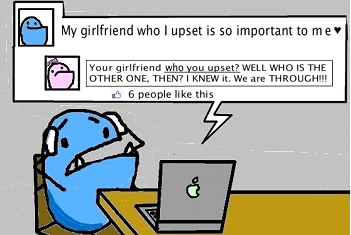 My girlfriend who I upset is so important to me♥
Your girlfriend who you upset? WELL WHO IS THE
OTHER ONE, THEN? I KNEW it. We are THROUGH!!!
6 people like this